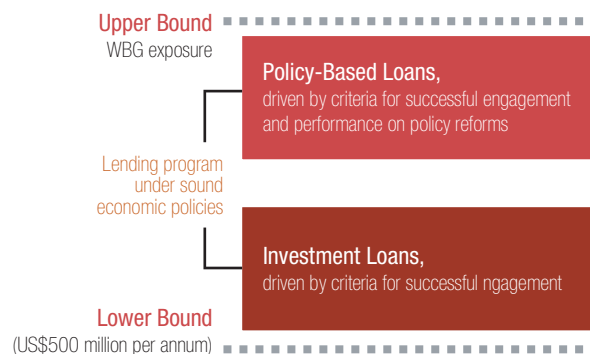 Upper Bound
WBG exposure
Policy-Based Loans,
driven by criteria for successful engagement
and performance on policy reforms
Lending program
under sound
economic policies
Investment Loans,
driven by criteria for successful ngagement
Lower Bound
(US$500 million per annum)